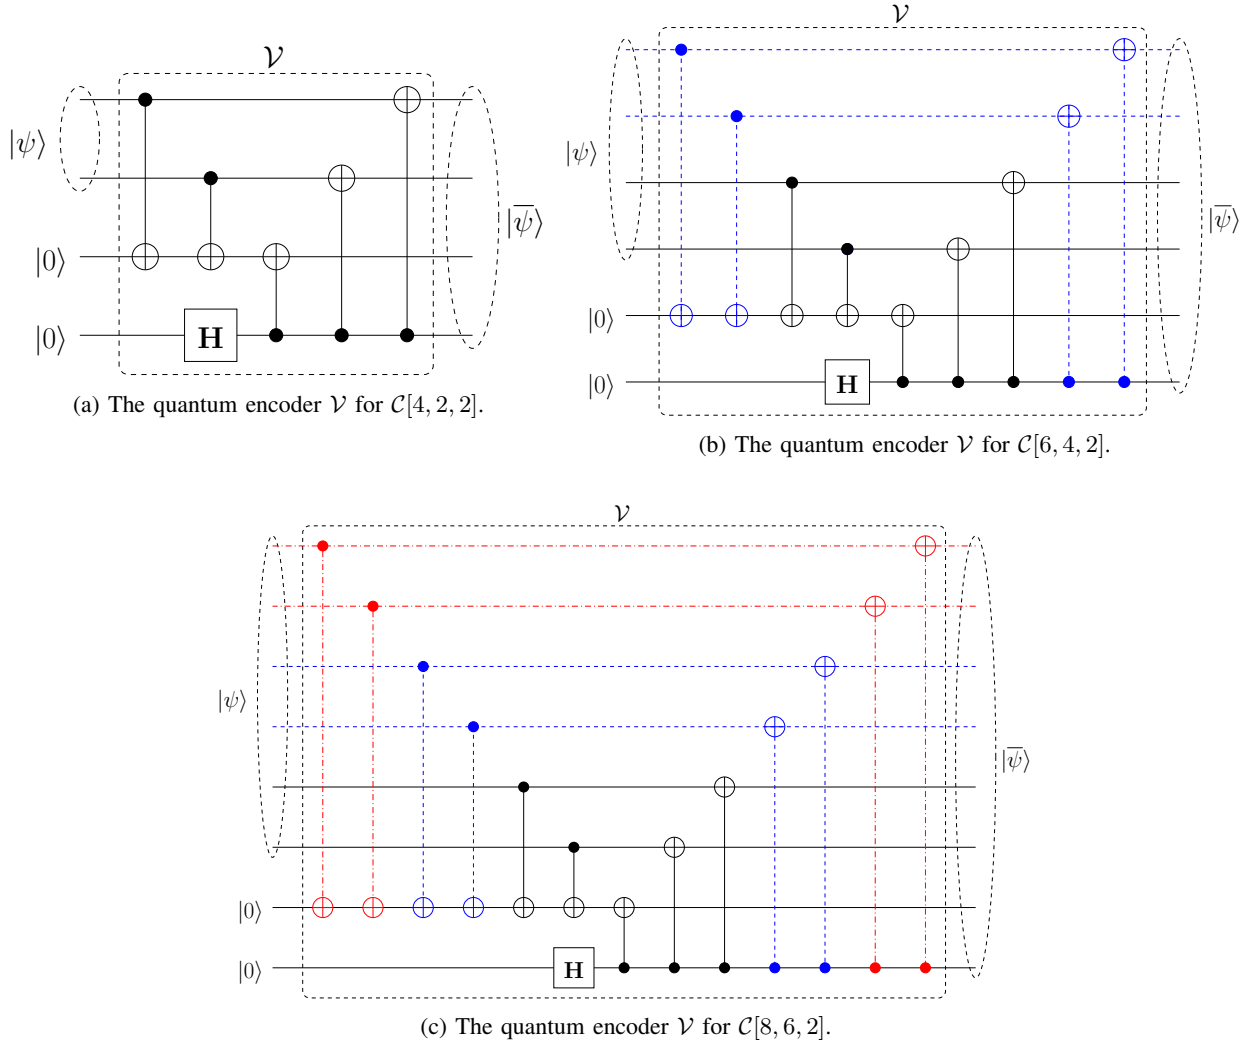 𝒱
|ψ⟩
|0⟩
|0⟩
H
|ψ̅⟩
(a) The quantum encoder 𝒱 for 𝒞[4, 2, 2].
𝒱
|ψ⟩
|0⟩
|0⟩
H
|ψ̅⟩
(b) The quantum encoder 𝒱 for 𝒞[6, 4, 2].
𝒱
|ψ⟩
|0⟩
|0⟩
H
|ψ̅⟩
(c) The quantum encoder 𝒱 for 𝒞[8, 6, 2].